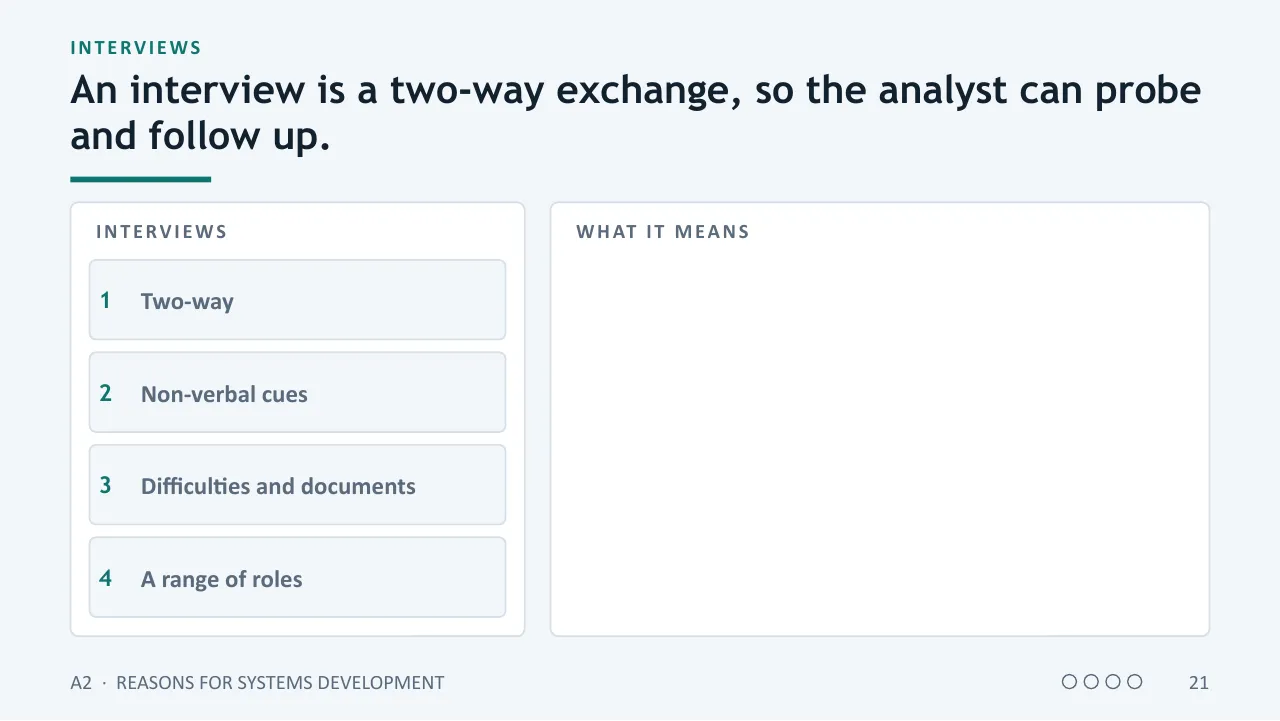 INTERVIEWS
An interview is a two-way exchange, so the analyst can probe
and follow up.
INTERVIEWS
1 Two-way
2 Non-verbal cues
3 Difficulties and documents
4 A range of roles
WHAT IT MEANS
A2 · REASONS FOR SYSTEMS DEVELOPMENT
21